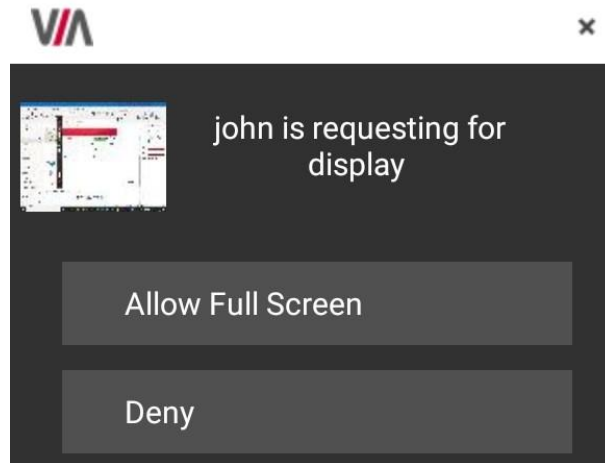 VIA
×
john is requesting for
display
Allow Full Screen
Deny